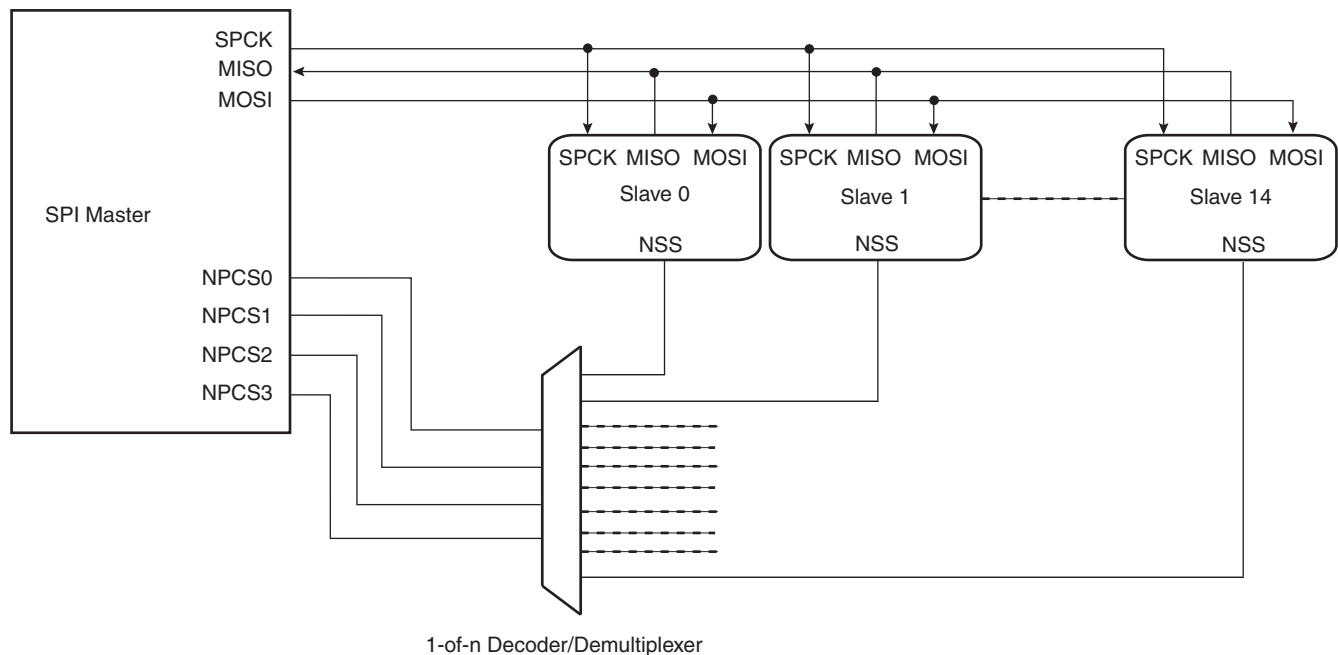 SPCK
MISO
MOSI
SPI Master
NPCS0
NPCS1
NPCS2
NPCS3
SPCK MISO MOSI
Slave 0
NSS
SPCK MISO MOSI
Slave 1
NSS
SPCK MISO MOSI
Slave 14
NSS
1-of-n Decoder/Demultiplexer